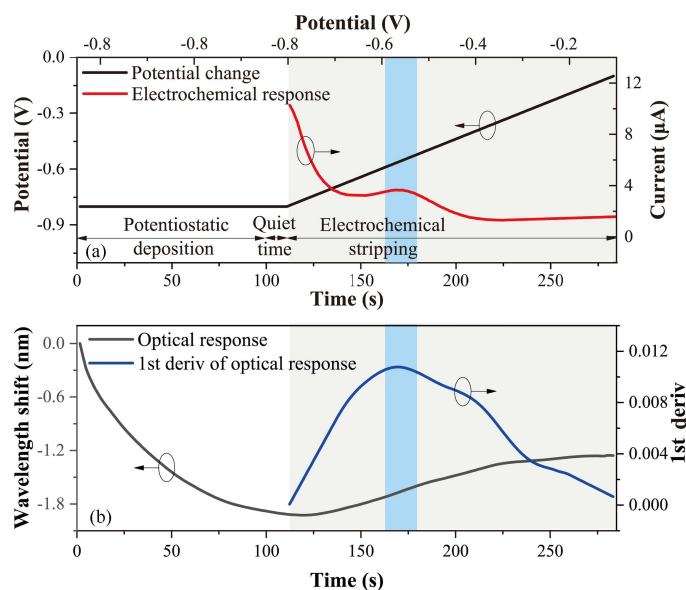 Potential (V)
-0.8 -0.8 -0.8 -0.7 -0.6 -0.4 -0.2
0.0
-0.3
-0.6
-0.9
Potential (V)
Potential change
Electrochemical response
12
8
4
0
Current (μA)
Potentiostatic deposition
Quiet time
Electrochemical stripping
(a)
0 50 100 150 200 250
Time (s)
0.0
-0.6
-1.2
-1.8
Wavelength shift (nm)
Optical response
1st deriv of optical response
0.012
0.008
0.004
0.000
1st deriv
(b)
0 50 100 150 200 250
Time (s)